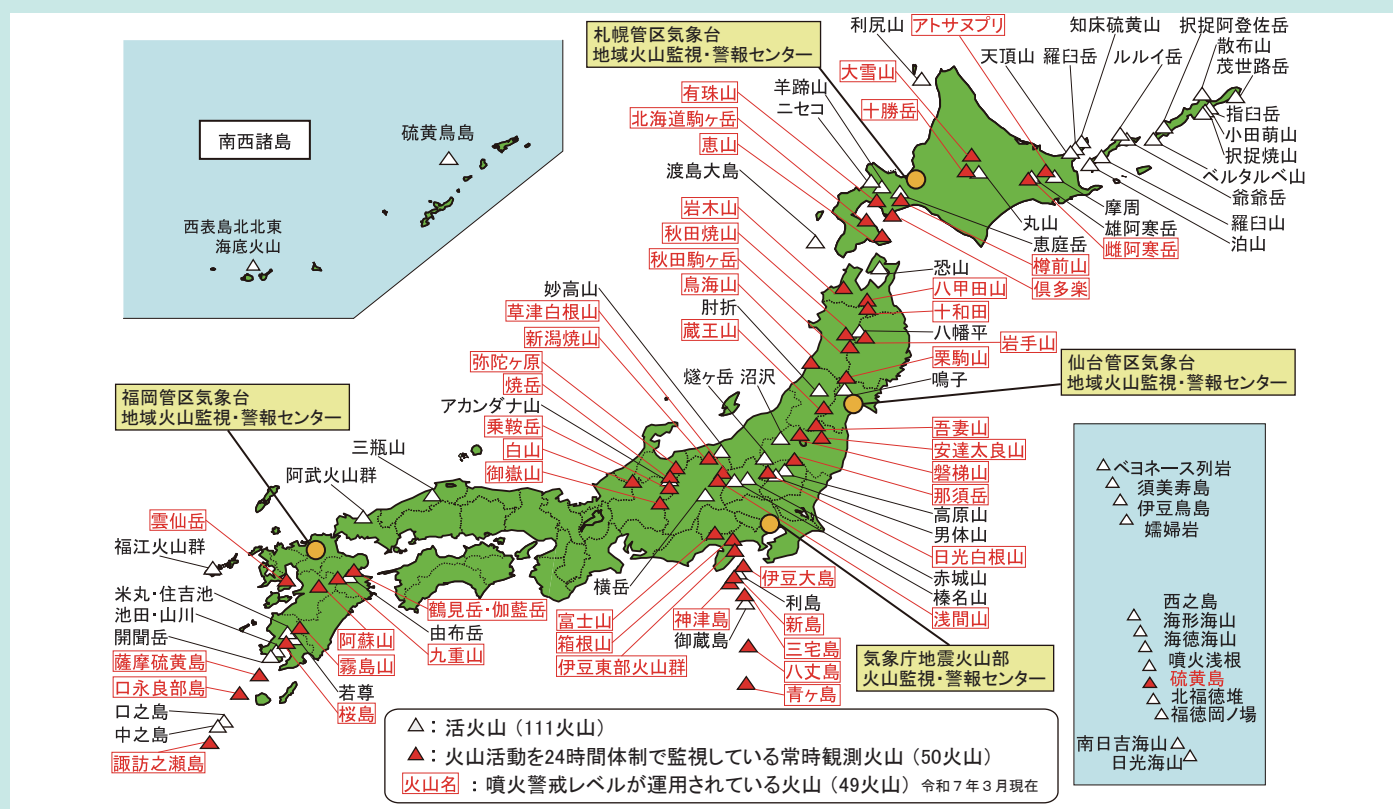 南西諸島
硫黄鳥島
西表島北北東
海底火山
札幌管区気象台
地域火山監視・警報センター
利尻山
アトサヌプリ
知床硫黄山
択捉阿登佐岳
散布山
茂世路岳
天頂山
羅臼岳
ルルイ岳
大雪山
十勝岳
羊蹄山
ニセコ
有珠山
北海道駒ヶ岳
恵山
渡島大島
指臼岳
小田萌山
択捉焼山
ベルタルベ山
爺爺岳
羅臼山
泊山
摩周
雄阿寒岳
雌阿寒岳
丸山
恵庭岳
樽前山
倶多楽
岩木山
秋田焼山
秋田駒ヶ岳
鳥海山
肘折
蔵王山
恐山
八甲田山
十和田
八幡平
岩手山
栗駒山
鳴子
仙台管区気象台
地域火山監視・警報センター
妙高山
草津白根山
新潟焼山
弥陀ヶ原
焼岳
アカンダナ山
乗鞍岳
白山
御嶽山
燧ヶ岳
沼沢
吾妻山
安達太良山
磐梯山
那須岳
高原山
男体山
日光白根山
赤城山
榛名山
浅間山
福岡管区気象台
地域火山監視・警報センター
三瓶山
阿武火山群
雲仙岳
福江火山群
米丸・住吉池
池田・山川
開聞岳
薩摩硫黄島
口永良部島
口之島
中之島
諏訪之瀬島
鶴見岳・伽藍岳
由布岳
九重山
阿蘇山
霧島山
若尊
桜島
横岳
富士山
箱根山
伊豆東部火山群
伊豆大島
利島
新島
神津島
三宅島
御蔵島
八丈島
青ヶ島
気象庁地震火山部
火山監視・警報センター
ベヨネース列岩
須美寿島
伊豆鳥島
孀婦岩
西之島
海形海山
海徳海山
噴火浅根
硫黄島
北福徳堆
福徳岡ノ場
南日吉海山
日光海山
△：活火山（111火山）
▲：火山活動を24時間体制で監視している常時観測火山（50火山）
火山名：噴火警戒レベルが運用されている火山（49火山） 令和７年３月現在